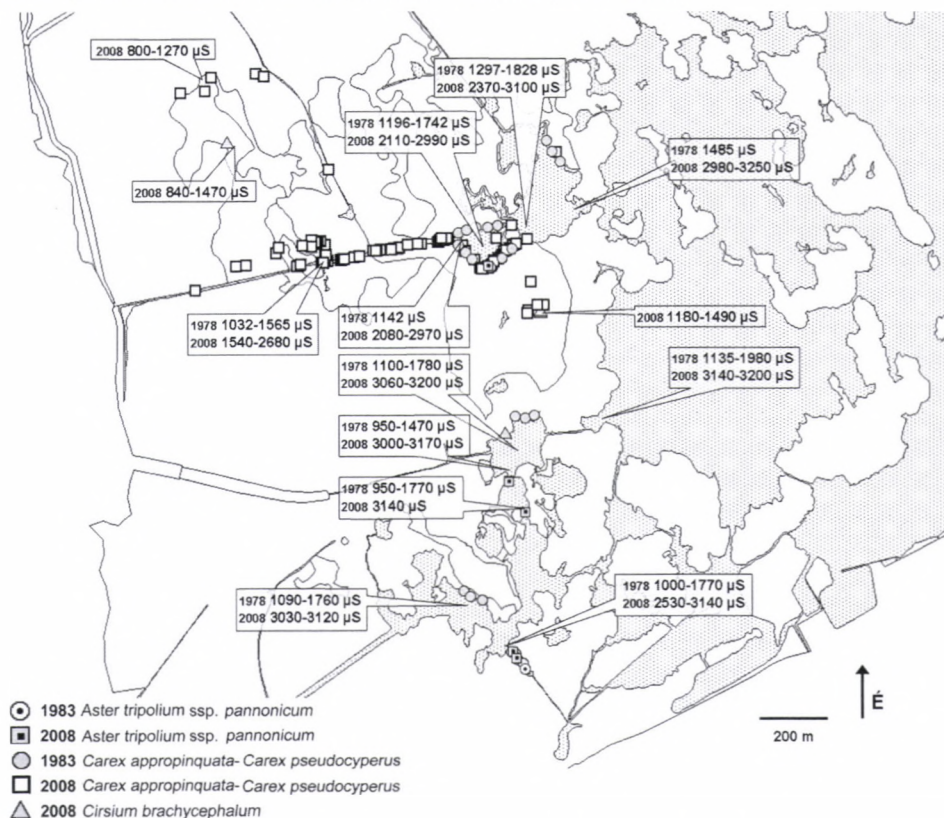 2008 800-1270 µS
1978 1297-1828 µS
2008 2370-3100 µS
1978 1196-1742 µS
2008 2110-2990 µS
1978 1485 µS
2008 2980-3250 µS
2008 840-1470 µS
1978 1032-1565 µS
2008 1540-2680 µS
1978 1142 µS
2008 2080-2970 µS
2008 1180-1490 µS
1978 1100-1780 µS
2008 3060-3200 µS
1978 1135-1980 µS
2008 3140-3200 µS
1978 950-1470 µS
2008 3000-3170 µS
1978 950-1770 µS
2008 3140 µS
1978 1090-1760 µS
2008 3030-3120 µS
1978 1000-1770 µS
2008 2530-3140 µS
É
200 m
1983 Aster tripolium ssp. pannonicum
2008 Aster tripolium ssp. pannonicum
1983 Carex appropinquata-Carex pseudocyperus
2008 Carex appropinquata-Carex pseudocyperus
2008 Cirsium brachycephalum